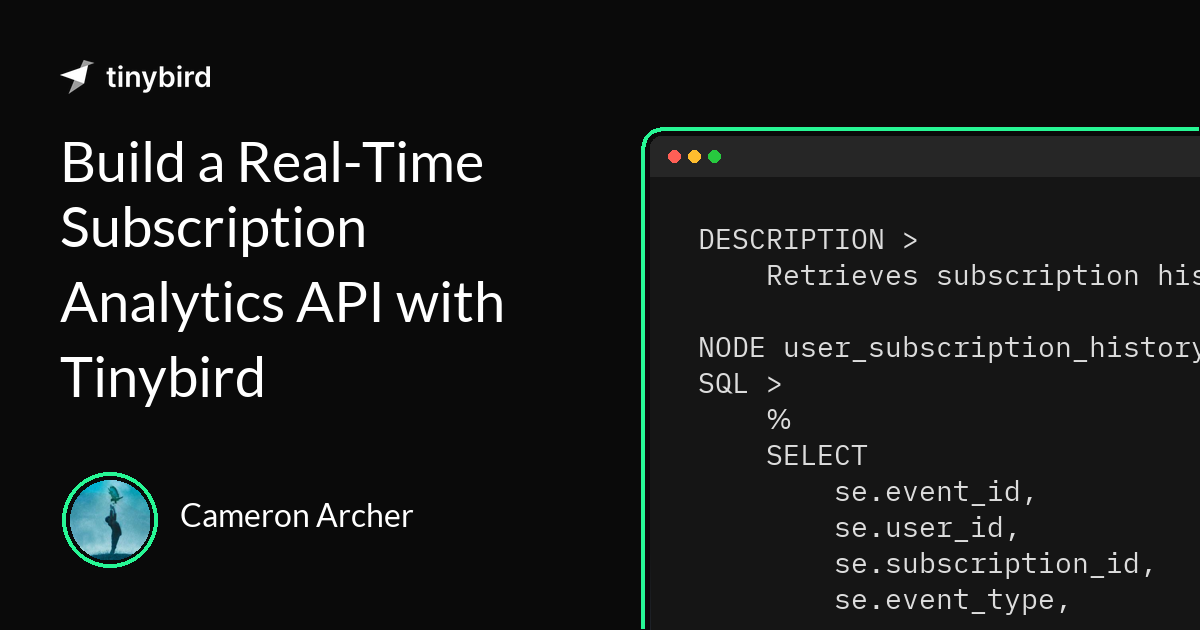 tinybird
Build a Real-Time
Subscription
Analytics API with
Tinybird
Cameron Archer
DESCRIPTION >
Retrieves subscription his
NODE user_subscription_history
SQL >
%
SELECT
se.event_id,
se.user_id,
se.subscription_id,
se.event_type,